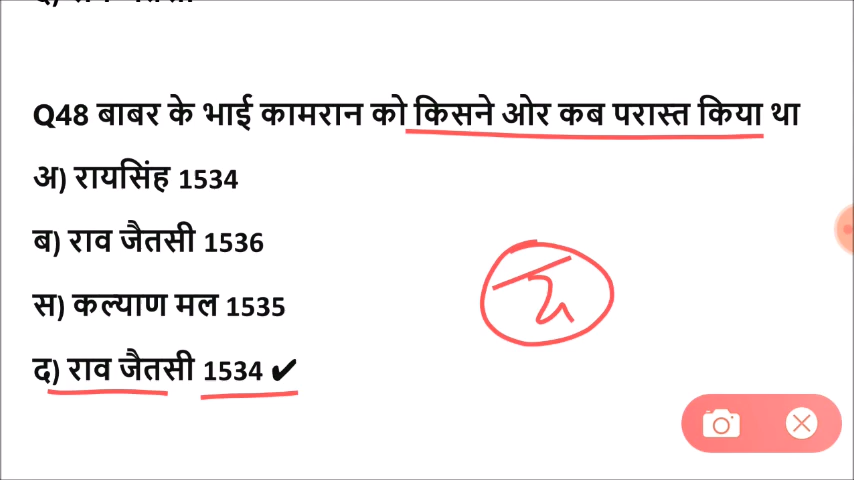 Q48 बाबर के भाई कामरान को किसने ओर कब परास्त किया था
अ) रायसिंह 1534
ब) राव जैतसी 1536
स) कल्याण मल 1535
द) राव जैतसी 1534 ✔
द